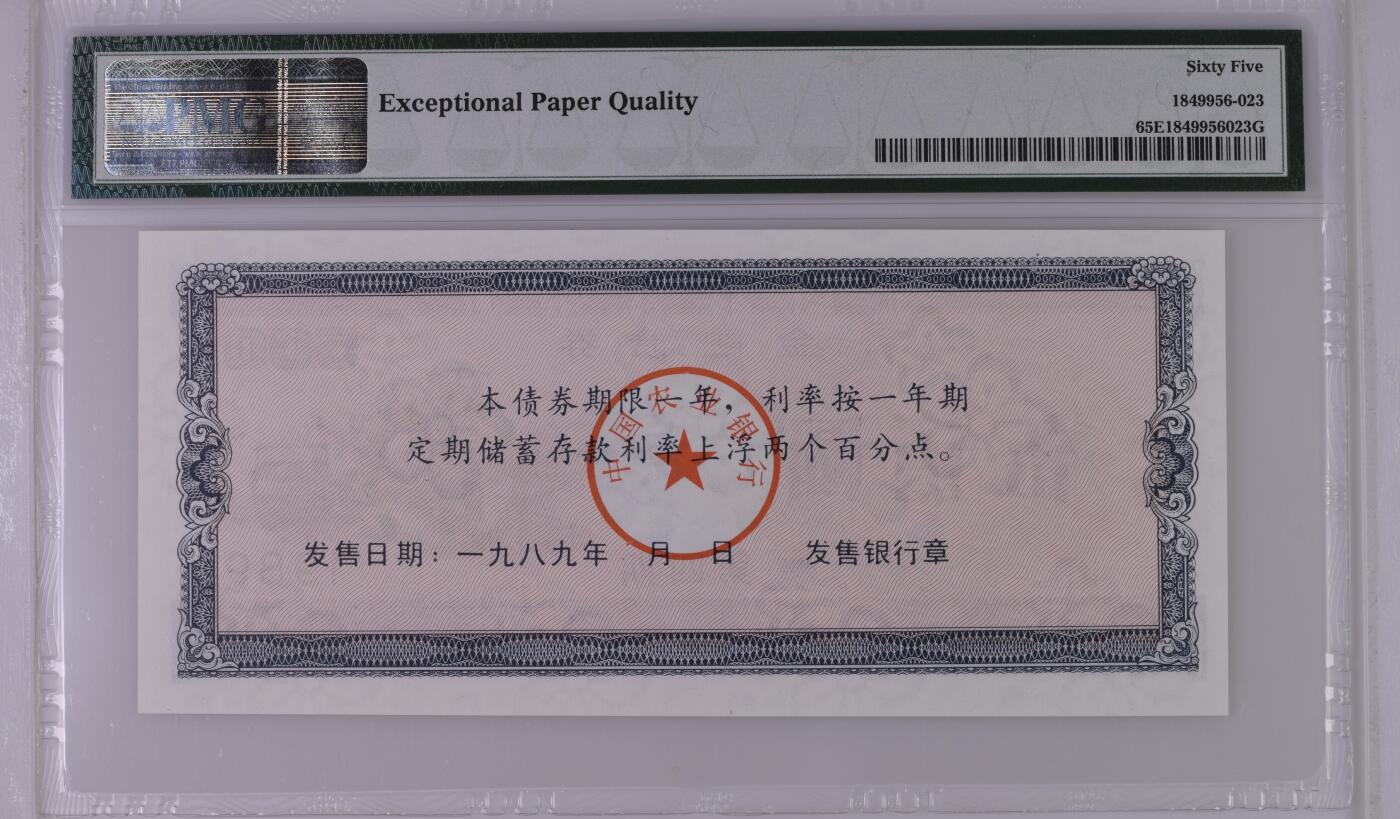 Sixty Five
PMG
Exceptional Paper Quality
1849956-023
65E1849956023G
本债券期限一年，利率按一年期
定期储蓄存款利率上浮两个百分点。
中国农业银行
发售日期：一九八九年 月 日 发售银行章